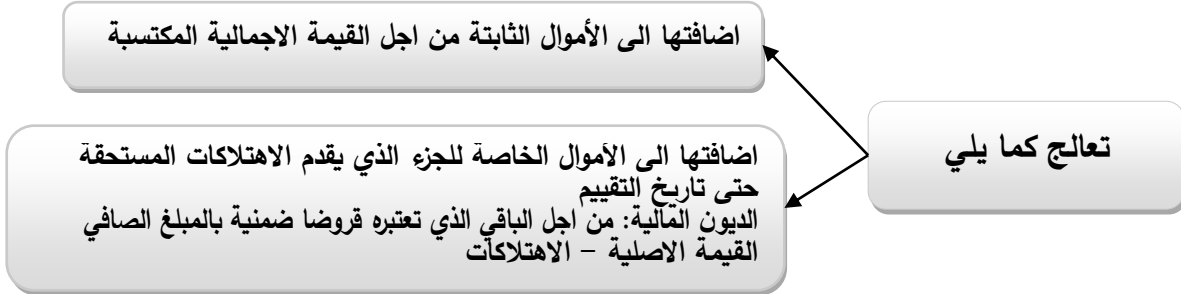 تعالج كما يلي
اضافتها الى الأموال الثابتة من اجل القيمة الاجمالية المكتسبة
اضافتها الى الأموال الخاصة للجزء الذي يقدم الاهتلاكات المستحقة
حتى تاريخ التقييم
الديون المالية: من اجل الباقي الذي تعتبره قروضا ضمنية بالمبلغ الصافي
القيمة الاصلية – الاهتلاكات